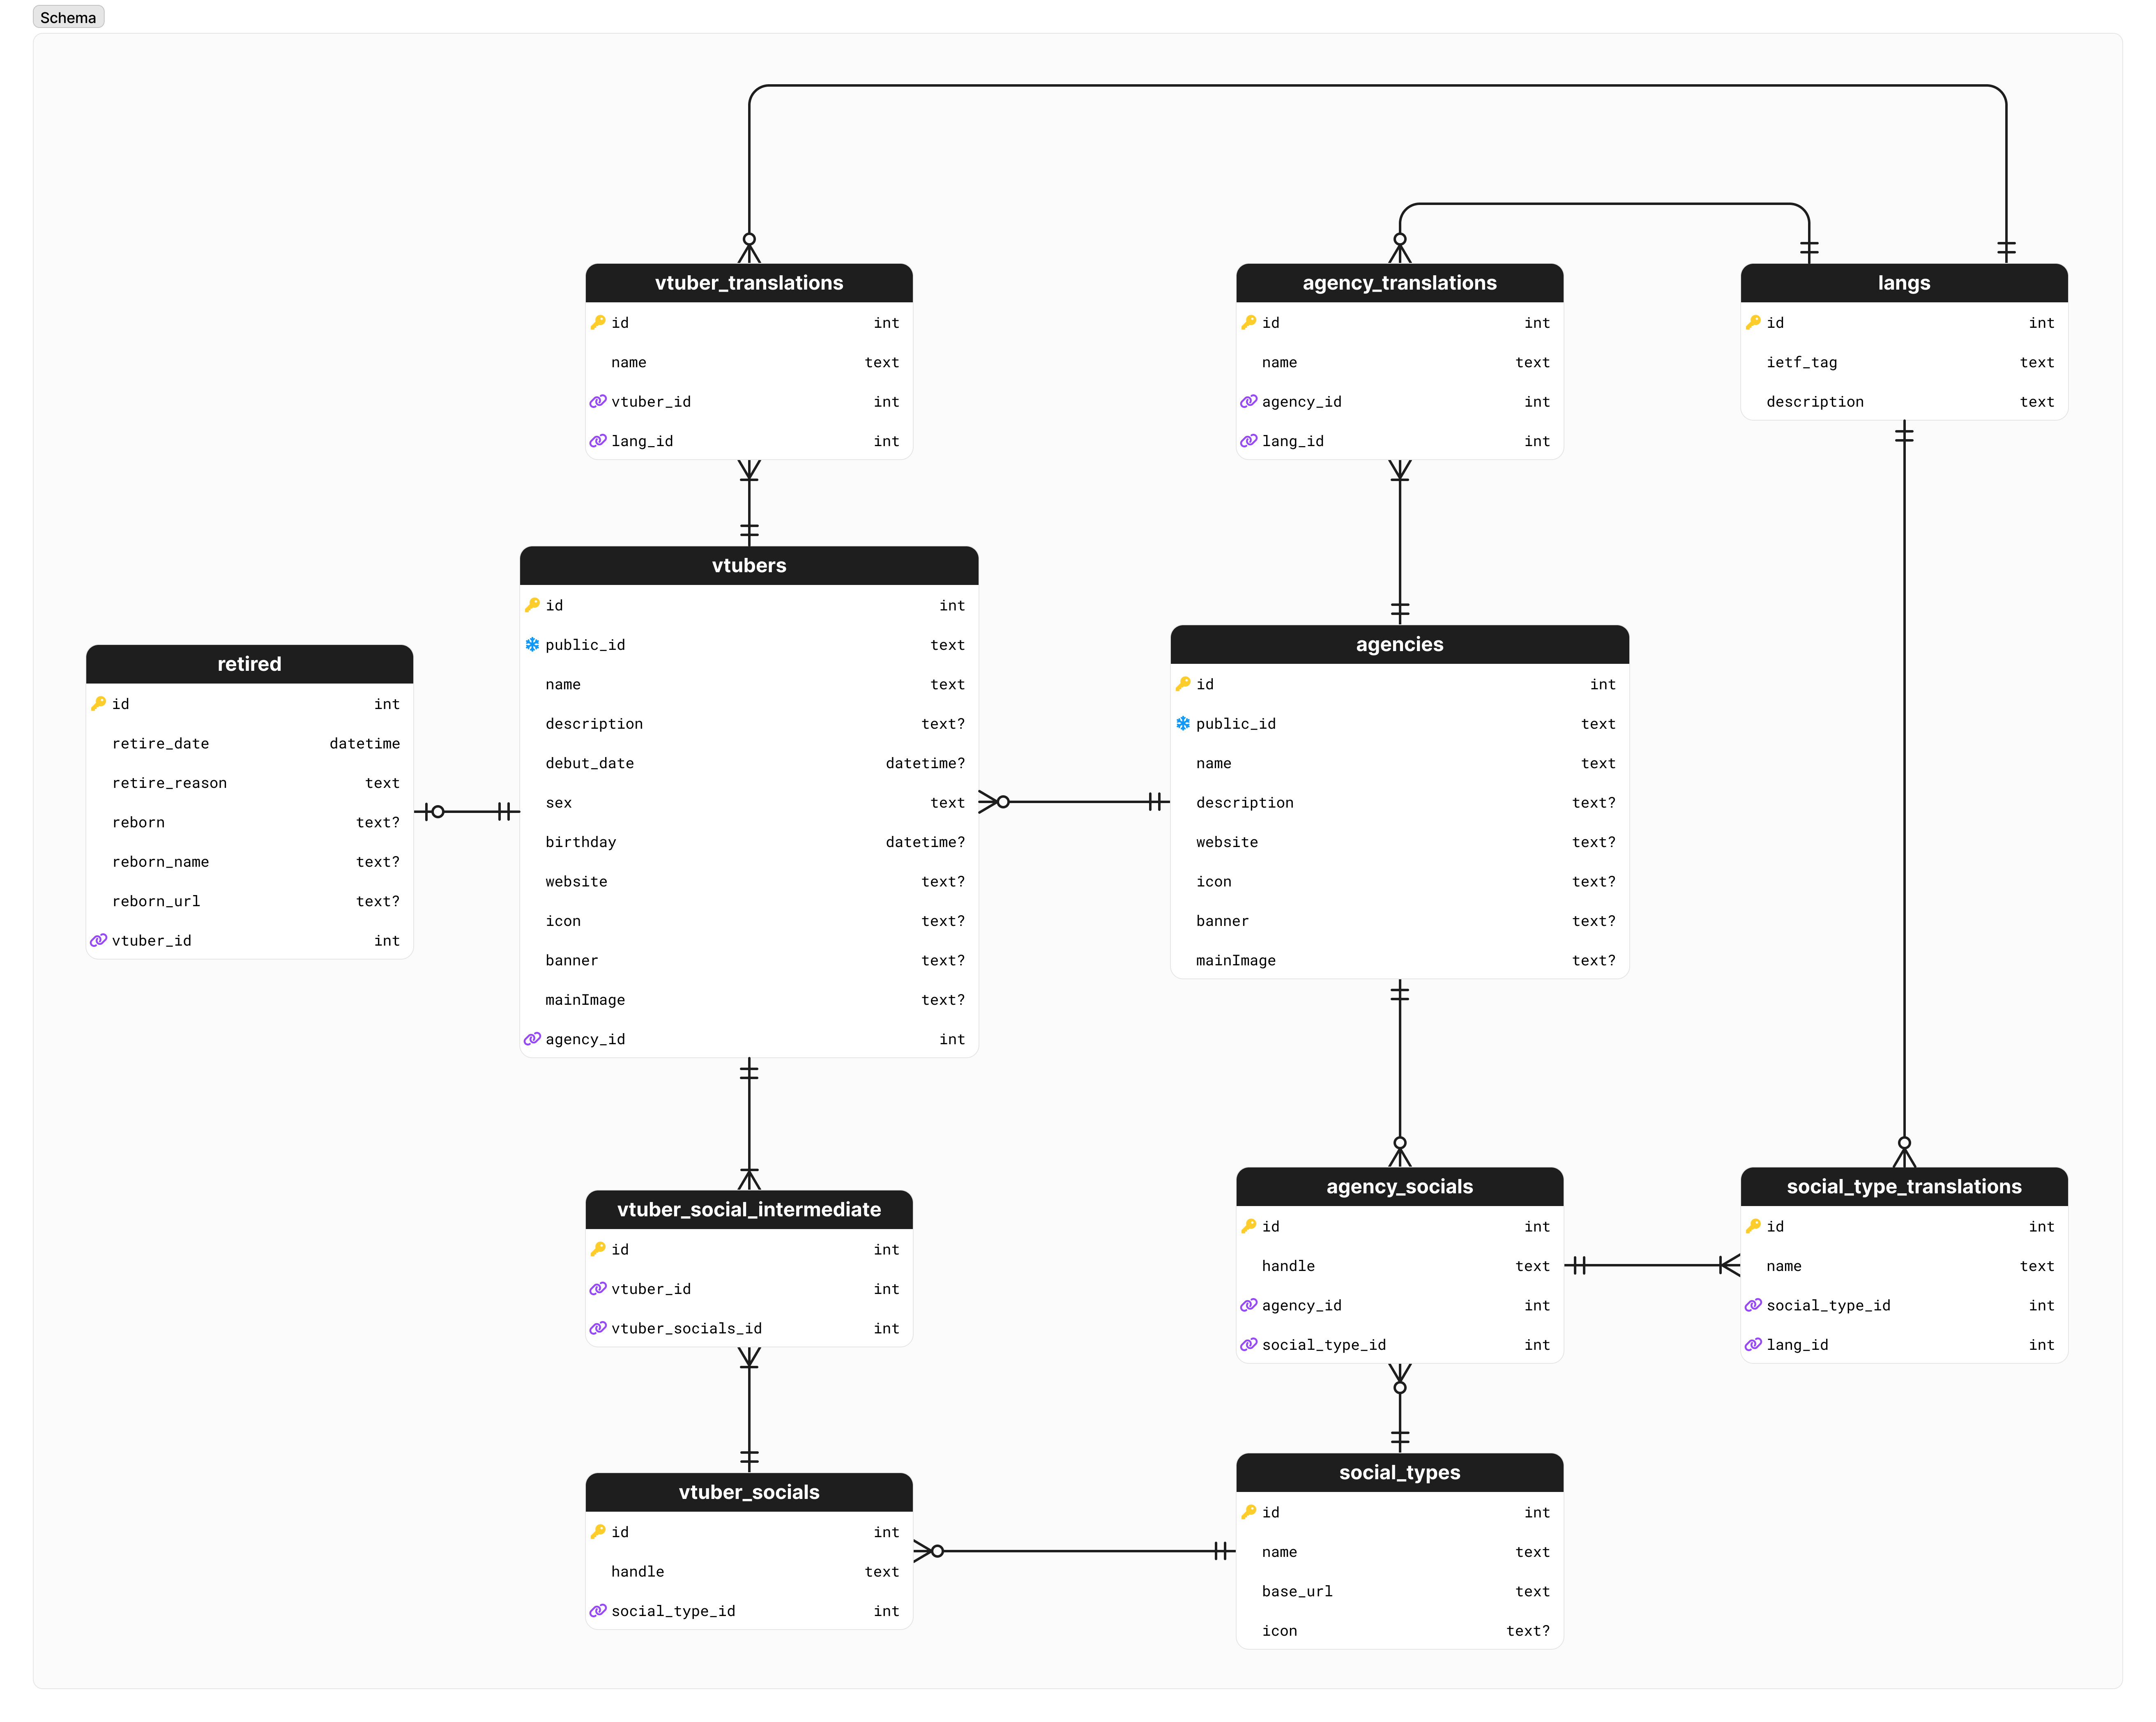 Schema
vtuber_translations
id int
name text
vtuber_id int
lang_id int
agency_translations
id int
name text
agency_id int
lang_id int
langs
id int
ietf_tag text
description text
vtubers
id int
public_id text
name text
description text?
debut_date datetime?
sex text
birthday datetime?
website text?
icon text?
banner text?
mainImage text?
agency_id int
agencies
id int
public_id text
name text
description text?
website text?
icon text?
banner text?
mainImage text?
retired
id int
retire_date datetime
retire_reason text
reborn text?
reborn_name text?
reborn_url text?
vtuber_id int
vtuber_social_intermediate
id int
vtuber_id int
vtuber_socials_id int
agency_socials
id int
handle text
agency_id int
social_type_id int
social_type_translations
id int
name text
social_type_id int
lang_id int
vtuber_socials
id int
handle text
social_type_id int
social_types
id int
name text
base_url text
icon text?